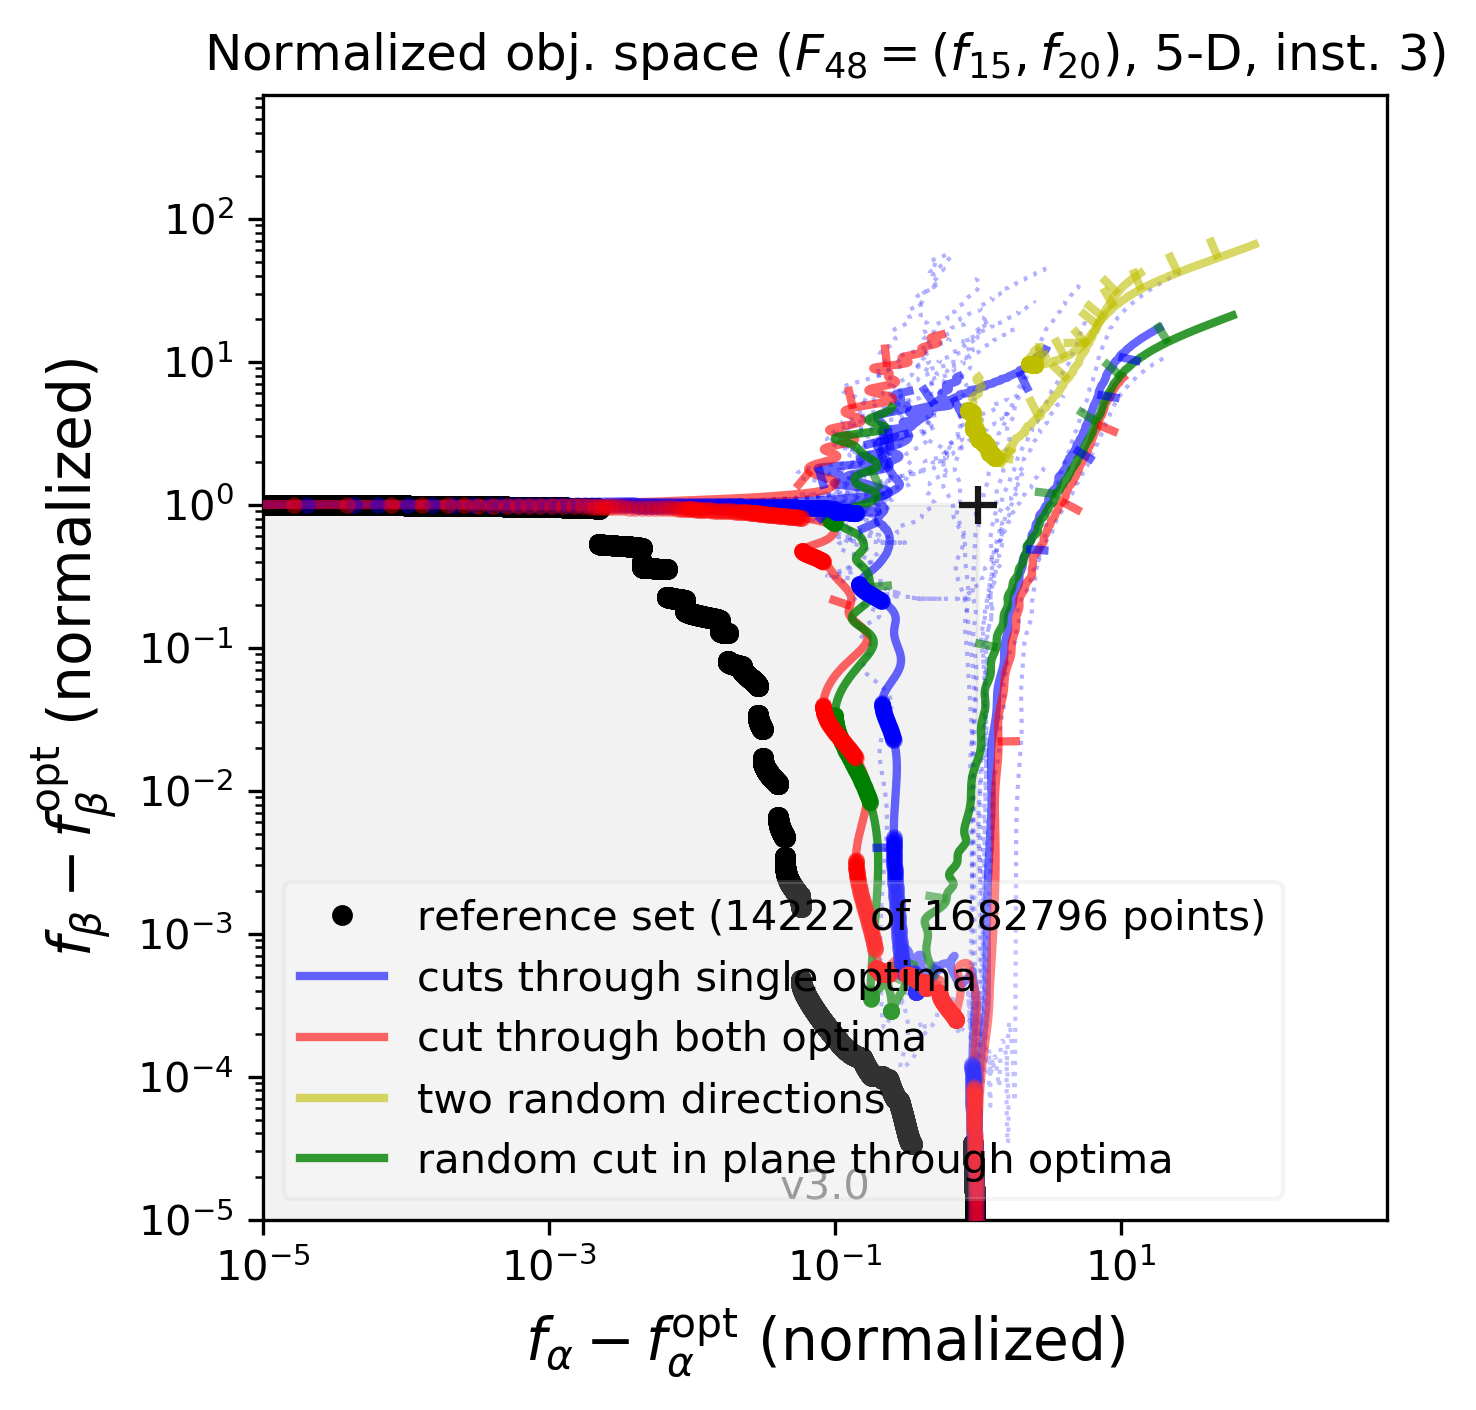 Normalized obj. space (F₄₈ = (f₁₅, f₂₀), 5-D, inst. 3)
f_β − f_β^opt (normalized)
10²
10¹
10⁰
10⁻¹
10⁻²
10⁻³
10⁻⁴
10⁻⁵
reference set (14222 of 1682796 points)
cuts through single optima
cut through both optima
two random directions
random cut in plane through optima
v3.0
10⁻⁵ 10⁻³ 10⁻¹ 10¹
f_α − f_α^opt (normalized)